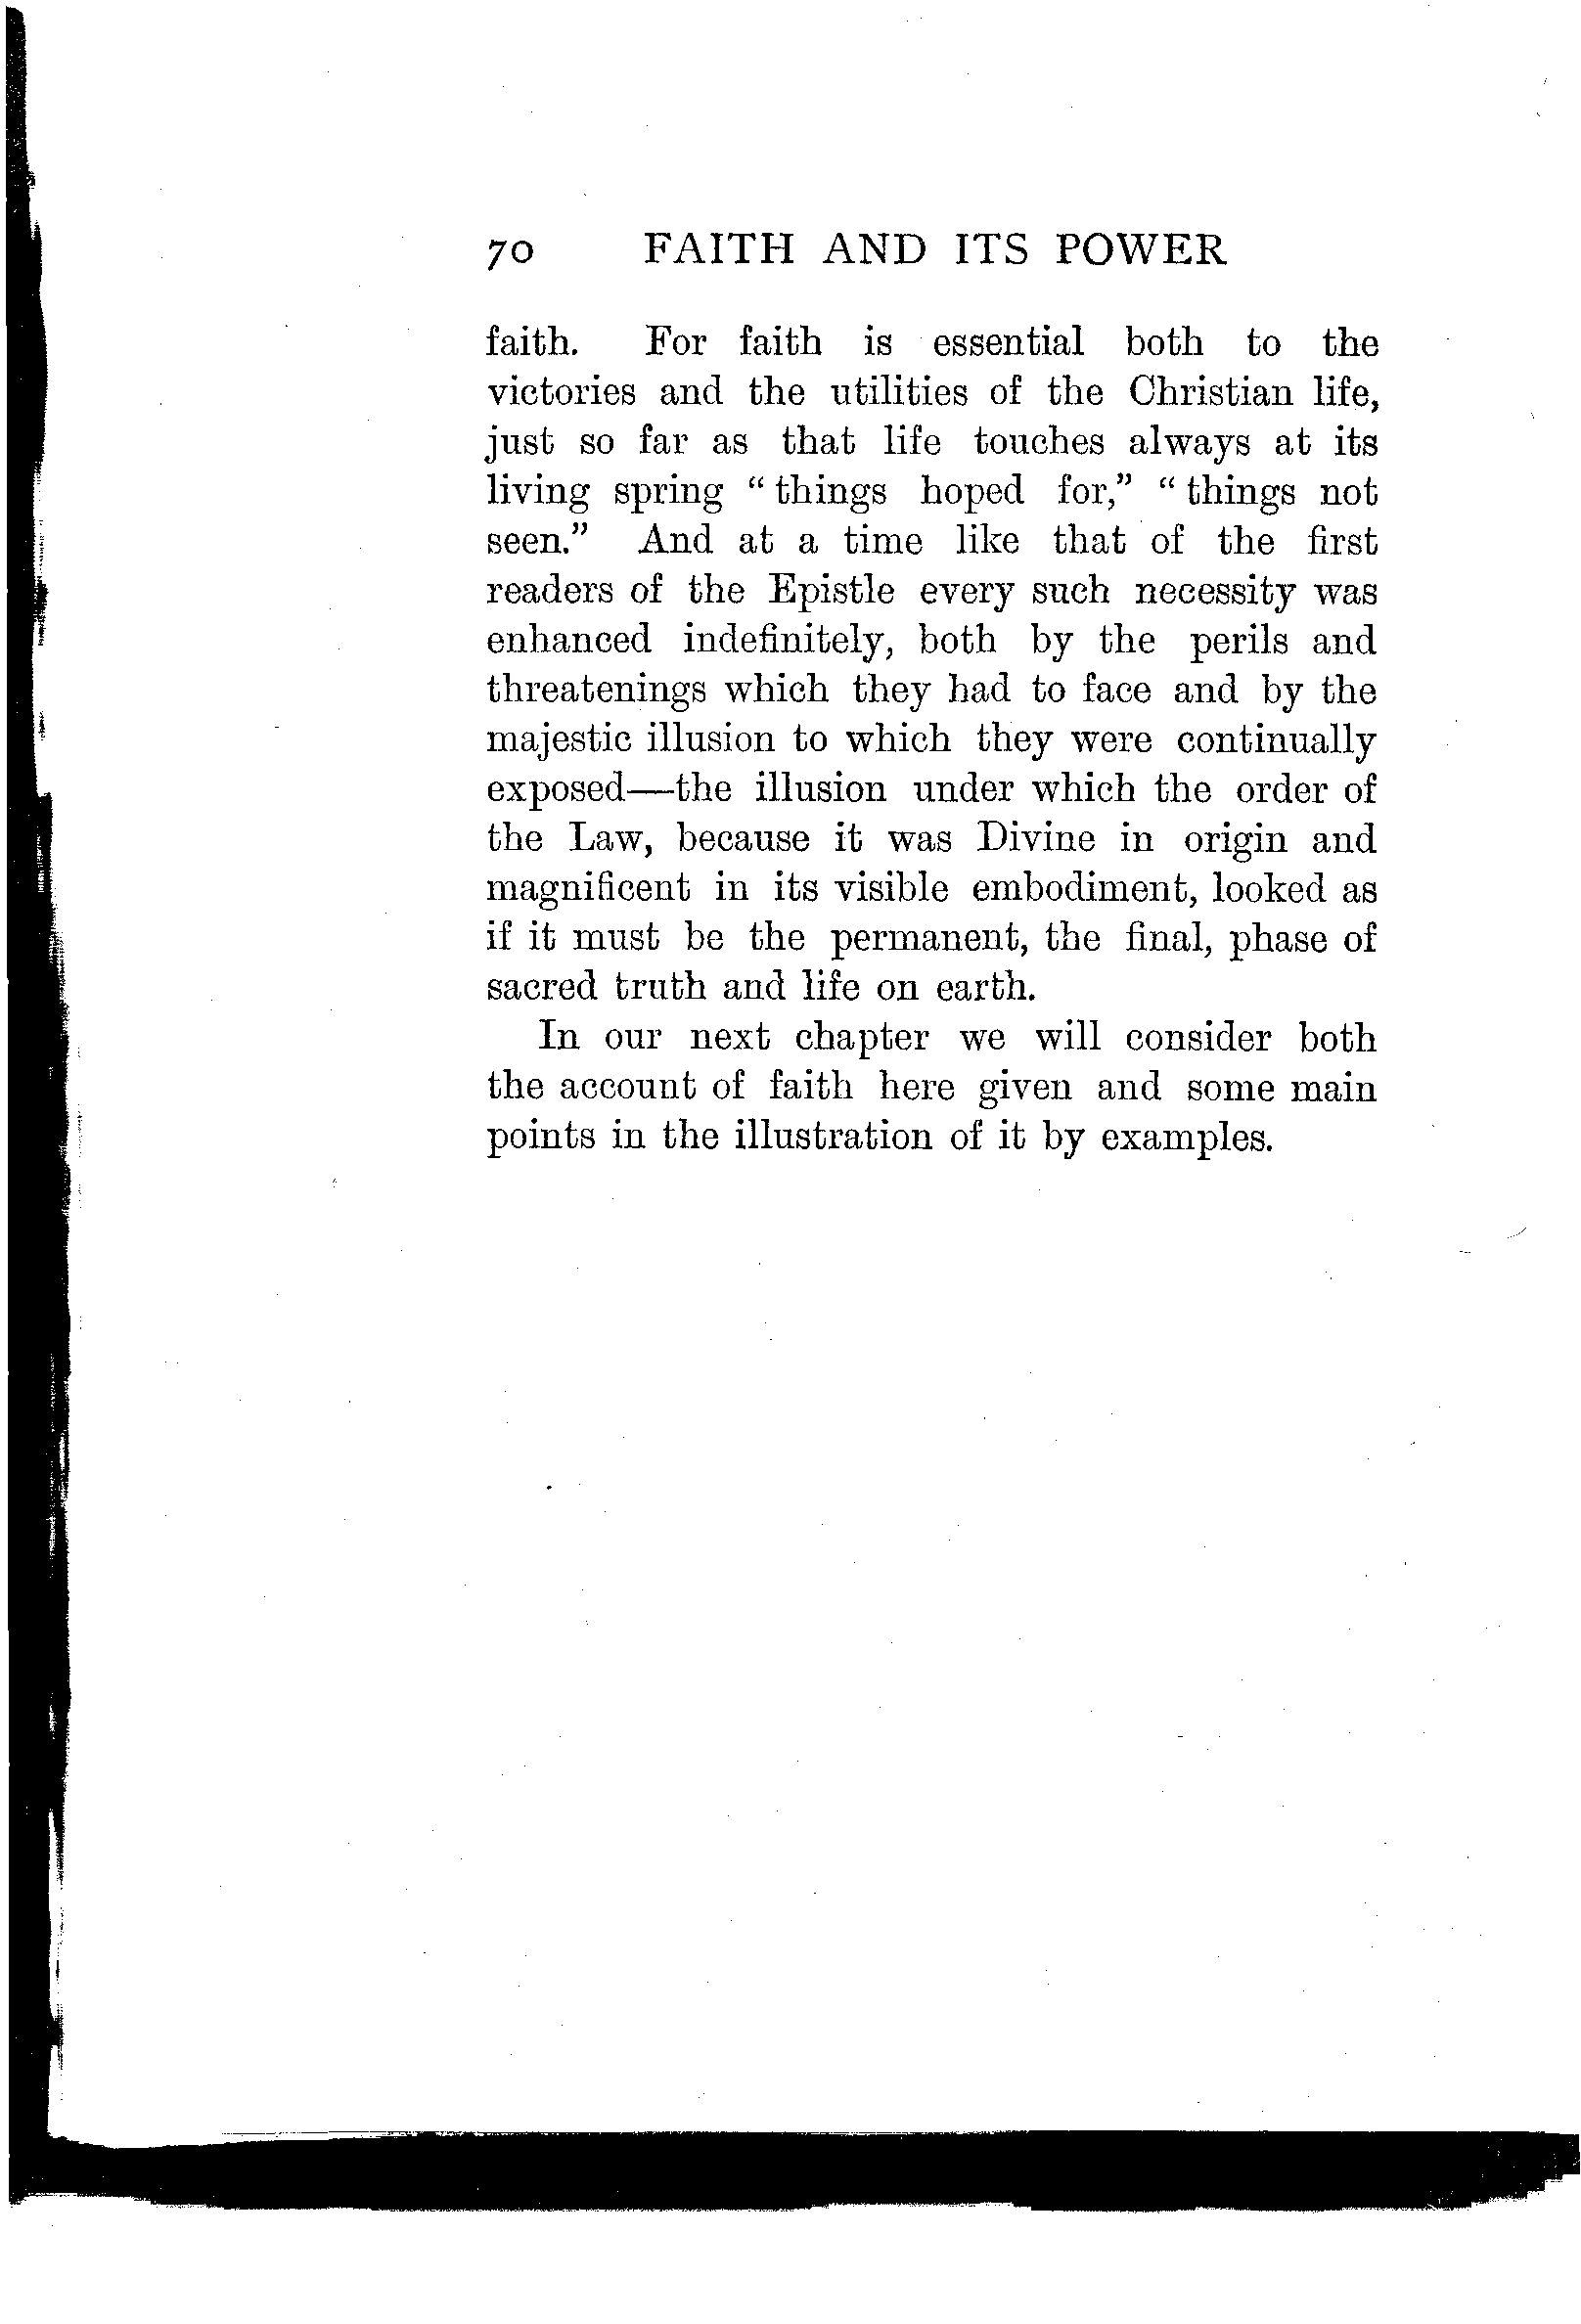 70 FAITH AND ITS POWER
faith. For faith is essential both to the
victories and the utilities of the Christian life,
just so far as that life touches always at its
living spring “things hoped for,” “things not
seen.” And at a time like that of the first
readers of the Epistle every such necessity was
enhanced indefinitely, both by the perils and
threatenings which they had to face and by the
majestic illusion to which they were continually
exposed—the illusion under which the order of
the Law, because it was Divine in origin and
magnificent in its visible embodiment, looked as
if it must be the permanent, the final, phase of
sacred truth and life on earth.
In our next chapter we will consider both
the account of faith here given and some main
points in the illustration of it by examples.